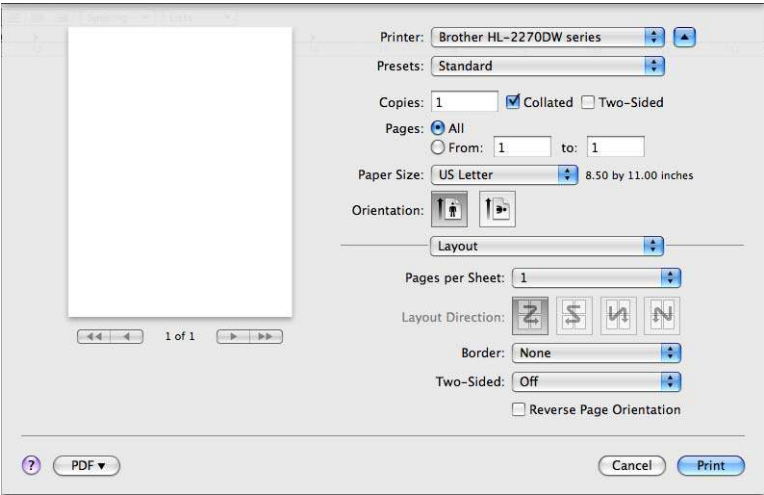 Printer: Brother HL-2270DW series
Presets: Standard
Copies: 1 Collated Two-Sided
Pages: All
From: 1 to: 1
Paper Size: US Letter 8.50 by 11.00 inches
Orientation:
Layout
Pages per Sheet: 1
Layout Direction:
Border: None
Two-Sided: Off
Reverse Page Orientation
1 of 1
? PDF ▾ Cancel Print